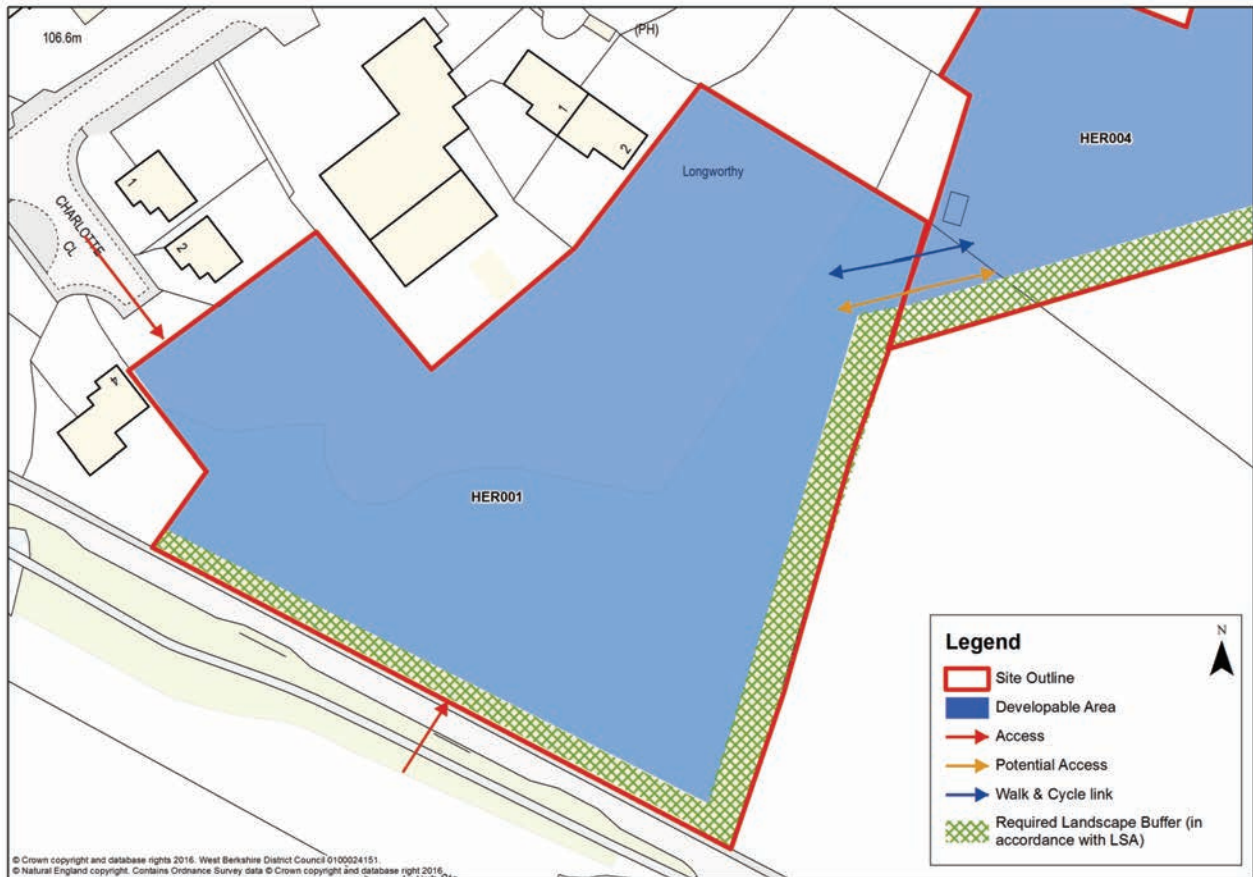 106.6m
(PH)
1
2
HER004
Longworthy
1
CHARLOTTE
CL
2
4
HER001
Legend
N
Site Outline
Developable Area
Access
Potential Access
Walk & Cycle link
Required Landscape Buffer (in
accordance with LSA)
© Crown copyright and database rights 2016. West Berkshire District Council 0100024151.
© Natural England copyright. Contains Ordnance Survey data © Crown copyright and database right 2016